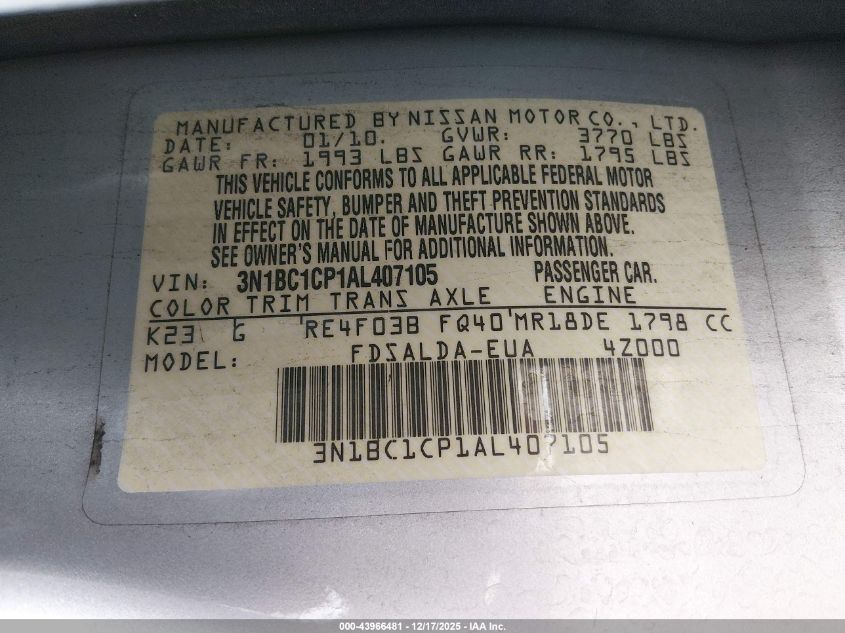 MANUFACTURED BY NISSAN MOTOR CO., LTD.
DATE: 01/10. GVWR: 3770 LBS
GAWR FR: 1993 LBS GAWR RR: 1795 LBS
THIS VEHICLE CONFORMS TO ALL APPLICABLE FEDERAL MOTOR
VEHICLE SAFETY, BUMPER AND THEFT PREVENTION STANDARDS
IN EFFECT ON THE DATE OF MANUFACTURE SHOWN ABOVE.
SEE OWNER'S MANUAL FOR ADDITIONAL INFORMATION.
VIN: 3N1BC1CP1AL407105 PASSENGER CAR.
COLOR TRIM TRANS AXLE ENGINE
K23 G RE4F03B FQ40 MR18DE 1798 CC
MODEL: FDSALDA-EUA 4Z000
3N1BC1CP1AL407105
000-43966481 - 12/17/2025 - IAA Inc.